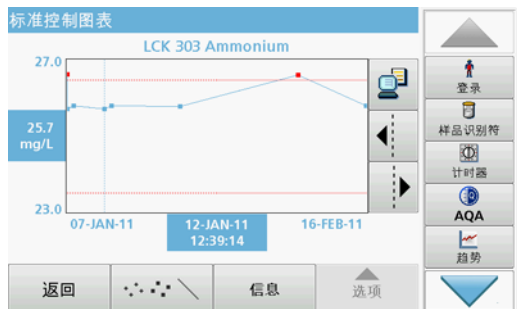 标准控制图表
LCK 303 Ammonium
27.0
25.7
mg/L
23.0
07-JAN-11
12-JAN-11
12:39:14
16-FEB-11
返回
信息
选项
登录
样品识别符
计时器
AQA
趋势